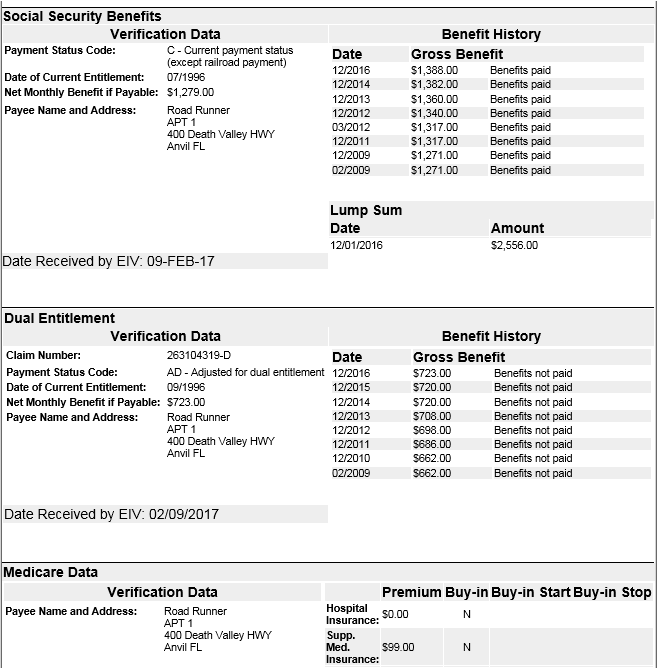 Social Security Benefits
Verification Data
Benefit History
Payment Status Code: C - Current payment status
(except railroad payment)
Date of Current Entitlement: 07/1996
Net Monthly Benefit if Payable: $1,279.00
Payee Name and Address: Road Runner
APT 1
400 Death Valley HWY
Anvil FL
Date Gross Benefit
12/2016 $1,388.00 Benefits paid
12/2014 $1,382.00 Benefits paid
12/2013 $1,360.00 Benefits paid
12/2012 $1,340.00 Benefits paid
03/2012 $1,317.00 Benefits paid
12/2011 $1,317.00 Benefits paid
12/2009 $1,271.00 Benefits paid
02/2009 $1,271.00 Benefits paid
Lump Sum
Date Amount
12/01/2016 $2,556.00
Date Received by EIV: 09-FEB-17
Dual Entitlement
Verification Data
Benefit History
Claim Number: 263104319-D
Payment Status Code: AD - Adjusted for dual entitlement
Date of Current Entitlement: 09/1996
Net Monthly Benefit if Payable: $723.00
Payee Name and Address: Road Runner
APT 1
400 Death Valley HWY
Anvil FL
Date Gross Benefit
12/2016 $723.00 Benefits not paid
12/2015 $720.00 Benefits not paid
12/2014 $720.00 Benefits not paid
12/2013 $708.00 Benefits not paid
12/2012 $698.00 Benefits not paid
12/2011 $686.00 Benefits not paid
12/2010 $662.00 Benefits not paid
02/2009 $662.00 Benefits not paid
Date Received by EIV: 02/09/2017
Medicare Data
Verification Data
Payee Name and Address: Road Runner
APT 1
400 Death Valley HWY
Anvil FL
Premium Buy-in Buy-in Start Buy-in Stop
Hospital
Insurance: $0.00 N
Supp.
Med. $99.00 N
Insurance: